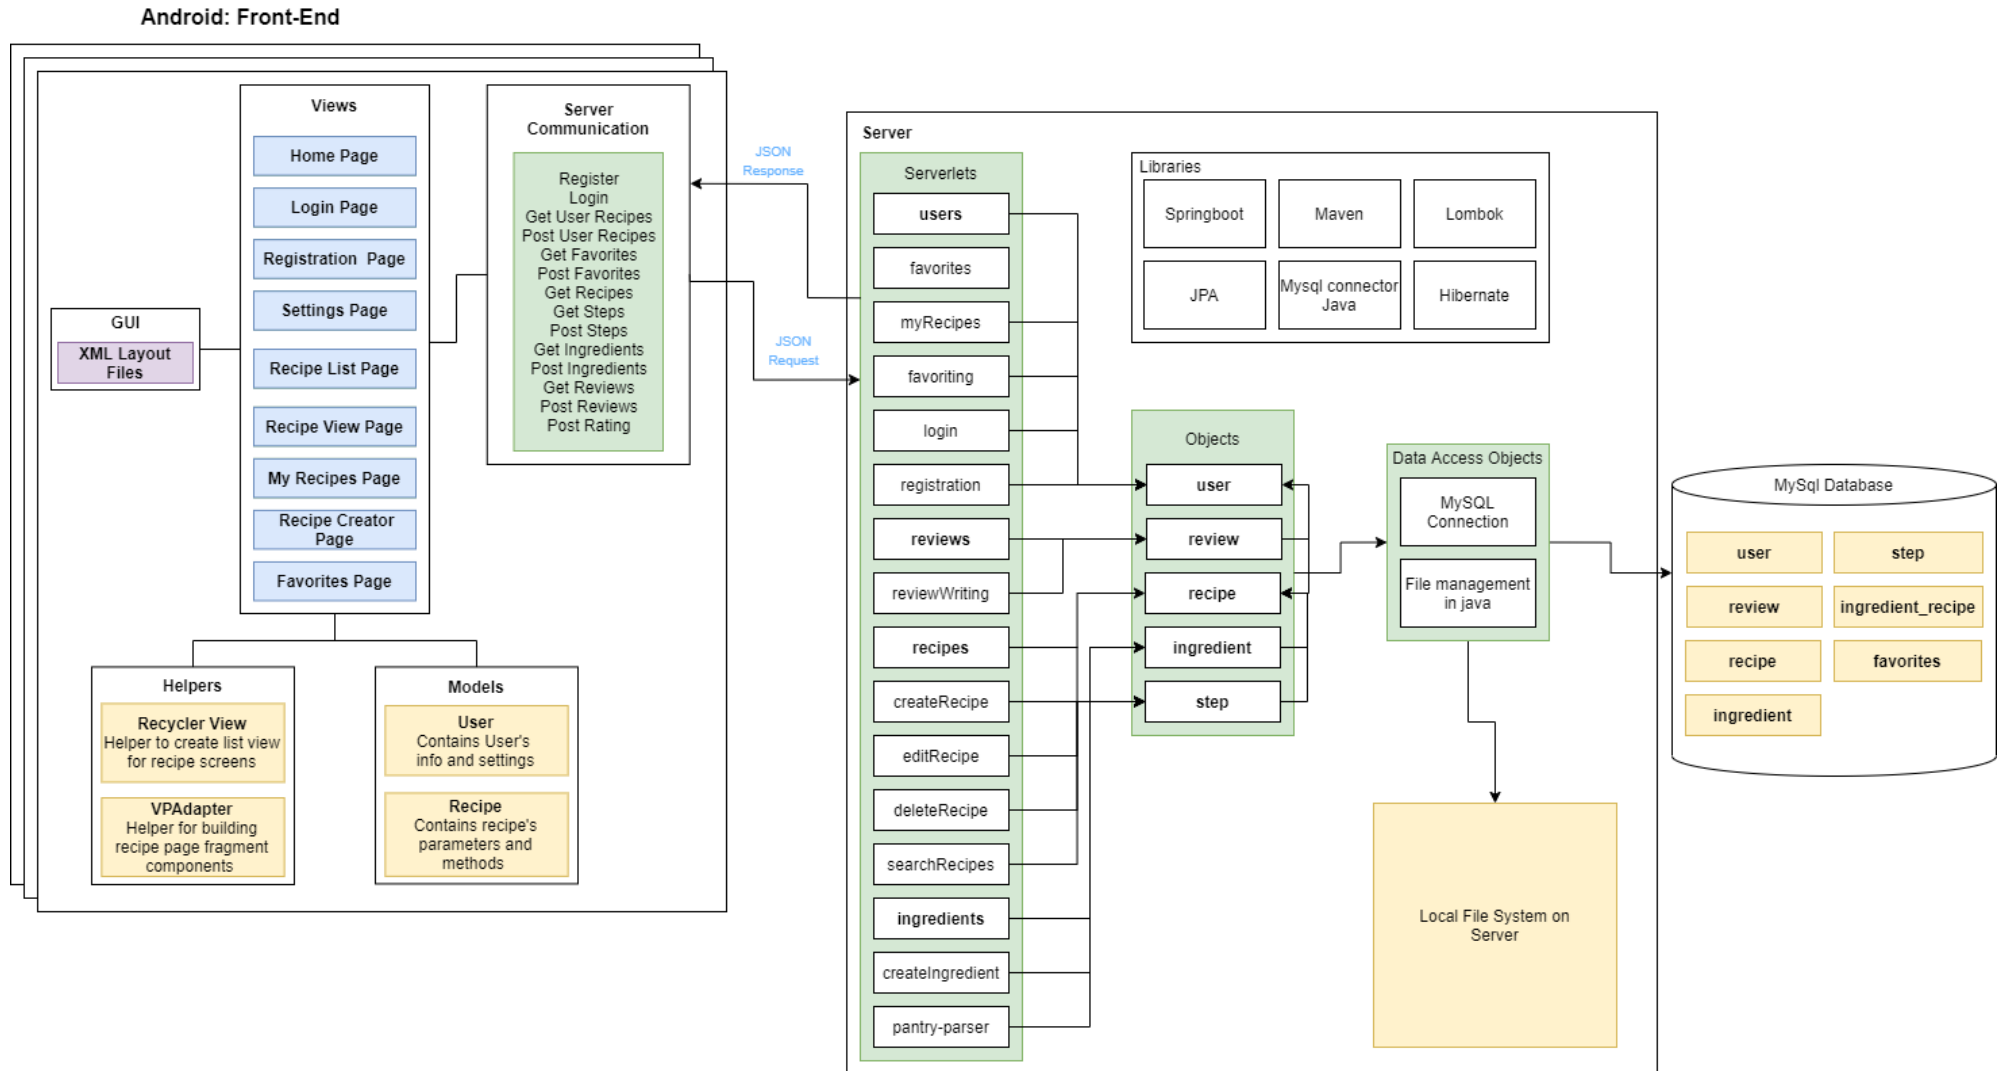 Android: Front-End
Views
Home Page
Login Page
Registration Page
Settings Page
Recipe List Page
Recipe View Page
My Recipes Page
Recipe Creator
Page
Favorites Page
GUI
XML Layout
Files
Server
Communication
Register
Login
Get User Recipes
Post User Recipes
Get Favorites
Post Favorites
Get Recipes
Get Steps
Post Steps
Get Ingredients
Post Ingredients
Get Reviews
Post Reviews
Post Rating
Helpers
Recycler View
Helper to create list view
for recipe screens
VPAdapter
Helper for building
recipe page fragment
components
Models
User
Contains User's
info and settings
Recipe
Contains recipe's
parameters and
methods
JSON
Response
JSON
Request
Server
Serverlets
users
favorites
myRecipes
favoriting
login
registration
reviews
reviewWriting
recipes
createRecipe
editRecipe
deleteRecipe
searchRecipes
ingredients
createIngredient
pantry-parser
Libraries
Springboot
Maven
Lombok
JPA
Mysql connector
Java
Hibernate
Objects
user
review
recipe
ingredient
step
Data Access Objects
MySQL
Connection
File management
in java
Local File System on
Server
MySql Database
user
step
review
ingredient_recipe
recipe
favorites
ingredient